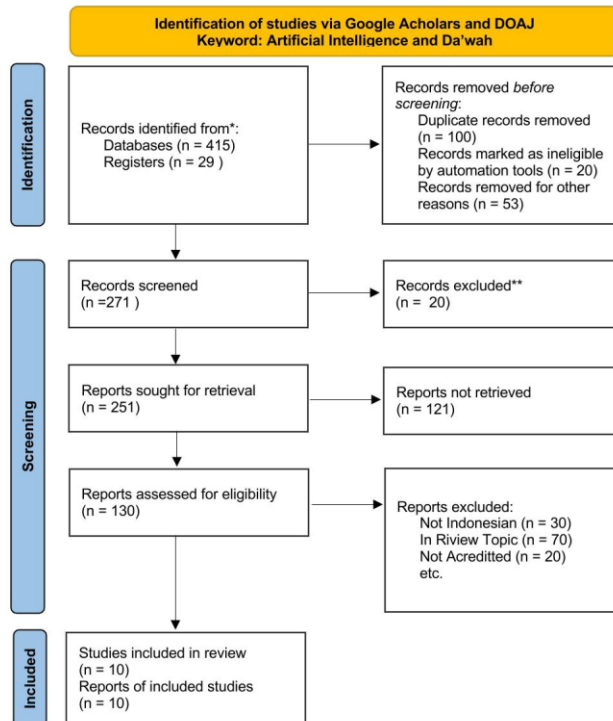 Identification of studies via Google Acholars and DOAJ
Keyword: Artificial Intelligence and Da'wah
Identification
Records identified from*:
Databases (n = 415)
Registers (n = 29 )
Records removed before
screening:
Duplicate records removed
(n = 100)
Records marked as ineligible
by automation tools (n = 20)
Records removed for other
reasons (n = 53)
Screening
Records screened
(n =271 )
Records excluded**
(n = 20)
Reports sought for retrieval
(n = 251)
Reports not retrieved
(n = 121)
Reports assessed for eligibility
(n = 130)
Reports excluded:
Not Indonesian (n = 30)
In Riview Topic (n = 70)
Not Acreditted (n = 20)
etc.
Included
Studies included in review
(n = 10)
Reports of included studies
(n = 10)